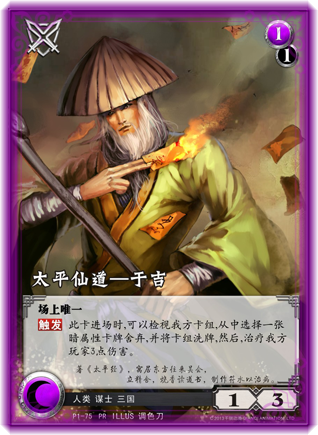 1
1
太平仙道—于吉
场上唯一
触发 此卡进场时,可以检视我方卡组,从中选择一张
暗属性卡牌舍弃,并将卡组洗牌,然后,治疗我方
玩家3点伤害。
著《太平经》,寓居东方往来吴会,
立精舍,烧香读道书,制作符水以治病。
人类 谋士 三国
1 3
P1-75 PR ILLUS 调色刀